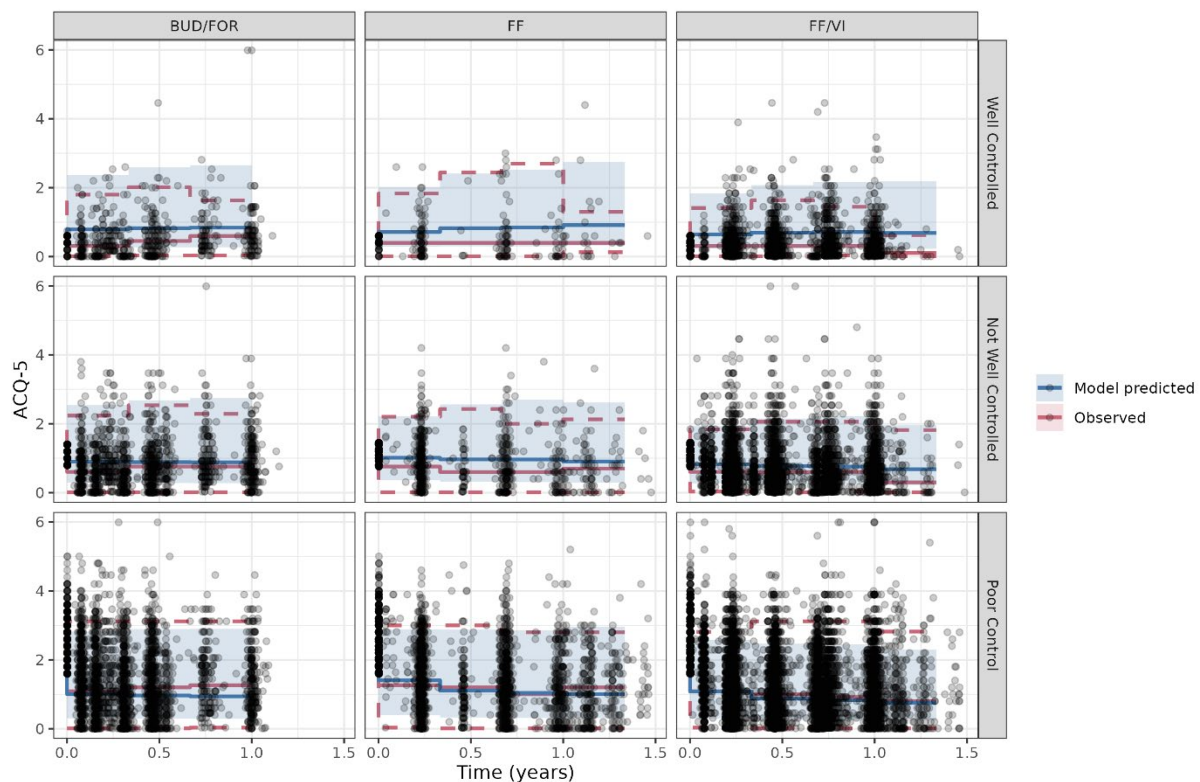 BUD/FOR FF FF/VI
6
4
2
0
Well Controlled
6
4
2
0
Not Well Controlled
6
4
2
0
Poor Control
ACQ-5
0.0 0.5 1.0 1.5 0.0 0.5 1.0 1.5 0.0 0.5 1.0 1.5
Time (years)
Model predicted
Observed